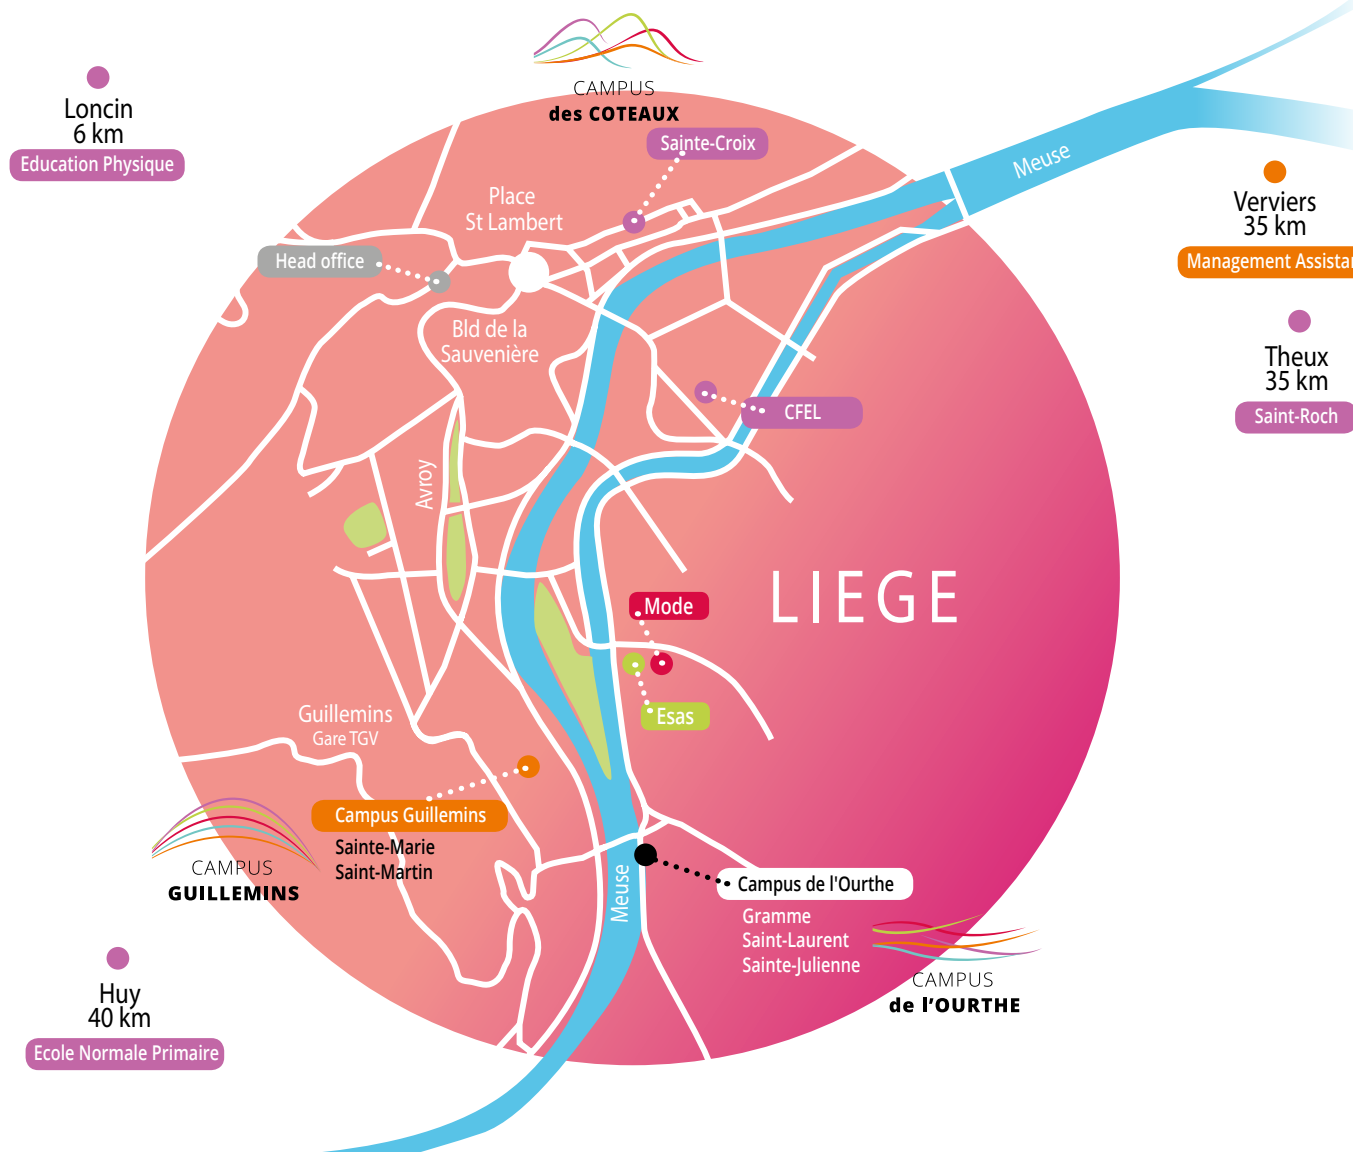 CAMPUS
des COTEAUX
Loncin
6 km
Education Physique
Sainte-Croix
Meuse
Place
St Lambert
Verviers
35 km
Management Assistan
Head office
Bld de la
Sauvenière
Theux
35 km
Saint-Roch
CFEL
Avroy
LIEGE
Mode
Esas
Guillemins
Gare TGV
Campus Guillemins
Sainte-Marie
Saint-Martin
CAMPUS
GUILLEMINS
Meuse
Campus de l'Ourthe
Gramme
Saint-Laurent
Sainte-Julienne
CAMPUS
de l’OURTHE
Huy
40 km
Ecole Normale Primaire